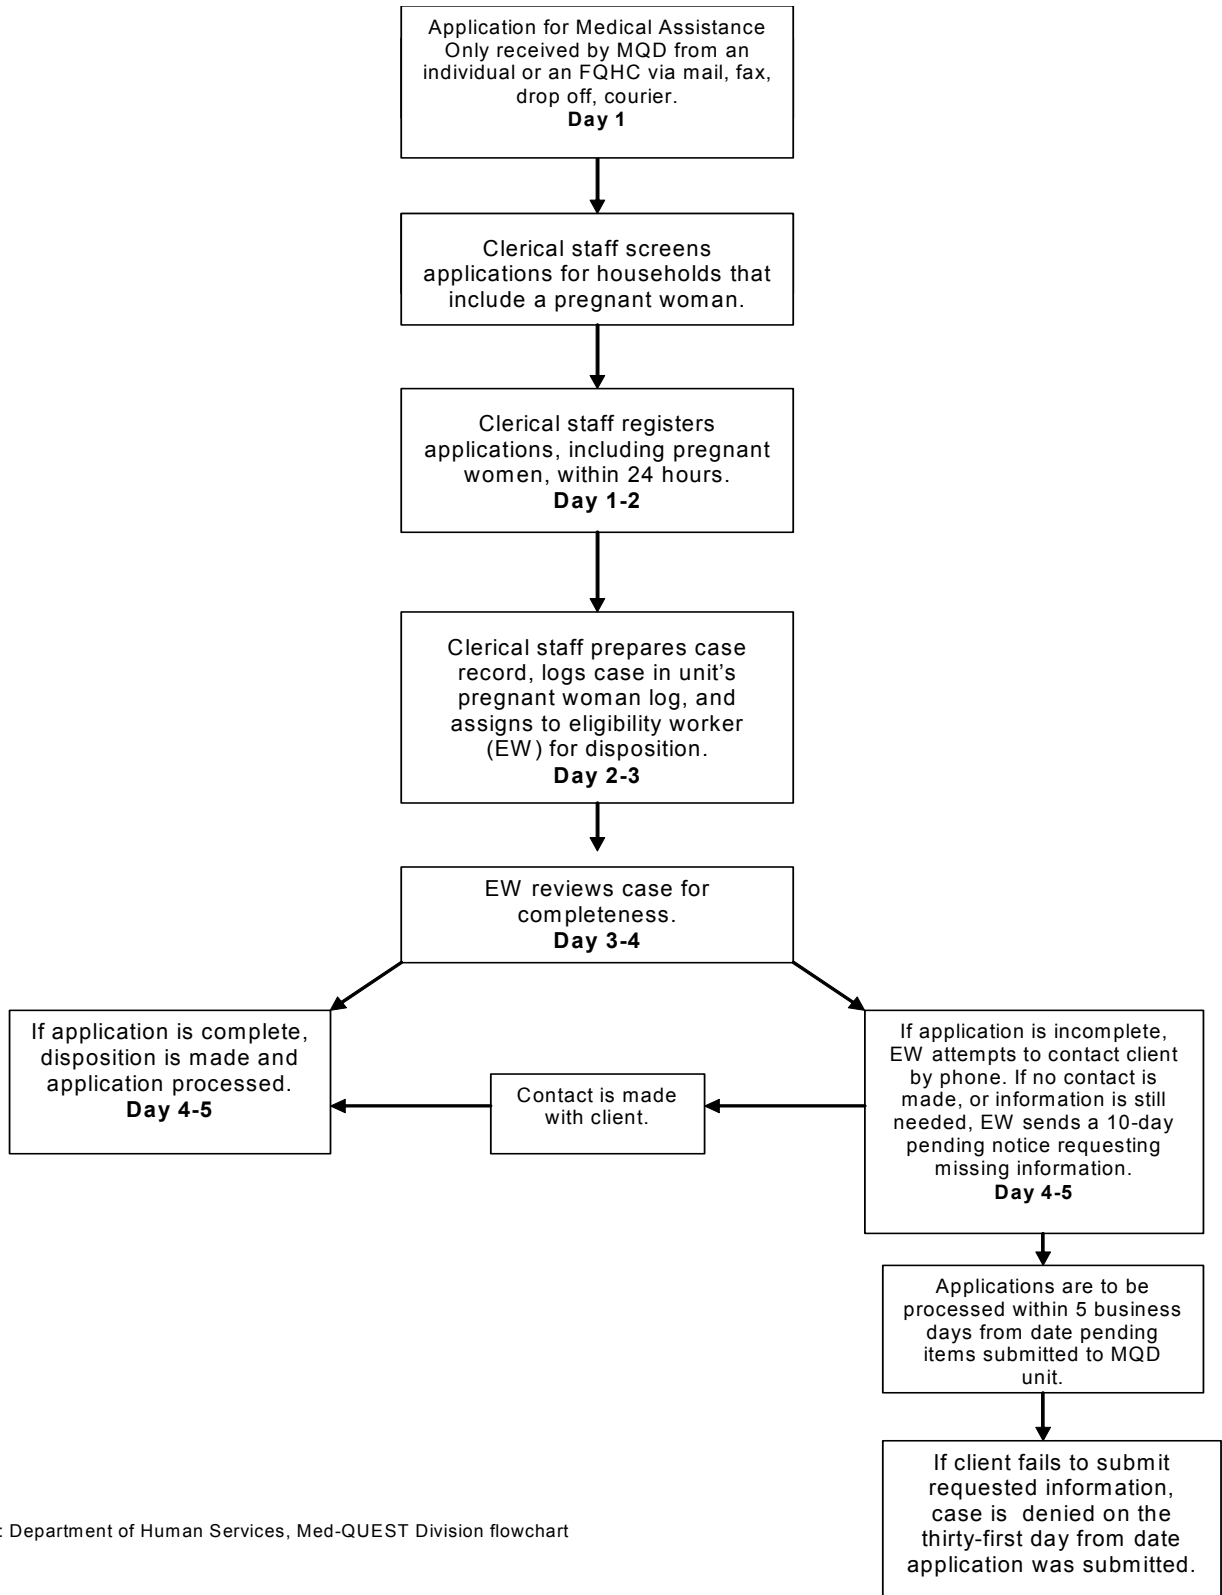 Application for Medical Assistance
Only received by MQD from an
individual or an FQHC via mail, fax,
drop off, courier.
Day 1
Clerical staff screens
applications for households that
include a pregnant woman.
Clerical staff registers
applications, including pregnant
women, within 24 hours.
Day 1-2
Clerical staff prepares case
record, logs case in unit's
pregnant woman log, and
assigns to eligibility worker
(EW) for disposition.
Day 2-3
EW reviews case for
completeness.
Day 3-4
If application is complete,
disposition is made and
application processed.
Day 4-5
Contact is made
with client.
If application is incomplete,
EW attempts to contact client
by phone. If no contact is
made, or information is still
needed, EW sends a 10-day
pending notice requesting
missing information.
Day 4-5
Applications are to be
processed within 5 business
days from date pending
items submitted to MQD
unit.
If client fails to submit
requested information,
case is denied on the
thirty-first day from date
application was submitted.
: Department of Human Services, Med-QUEST Division flowchart